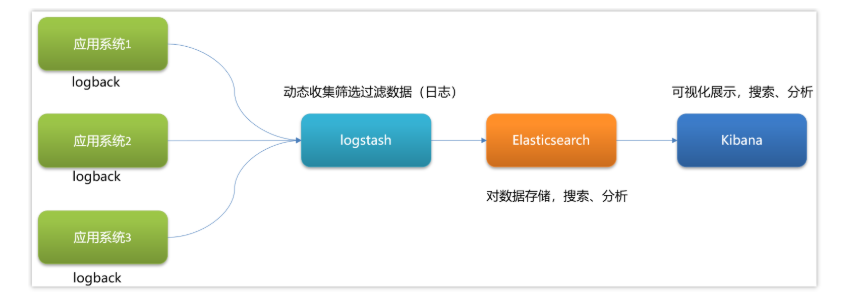 应用系统1
logback
动态收集筛选过滤数据（日志）
可视化展示，搜索、分析
应用系统2
logstash
Elasticsearch
Kibana
logback
对数据存储，搜索、分析
应用系统3
logback